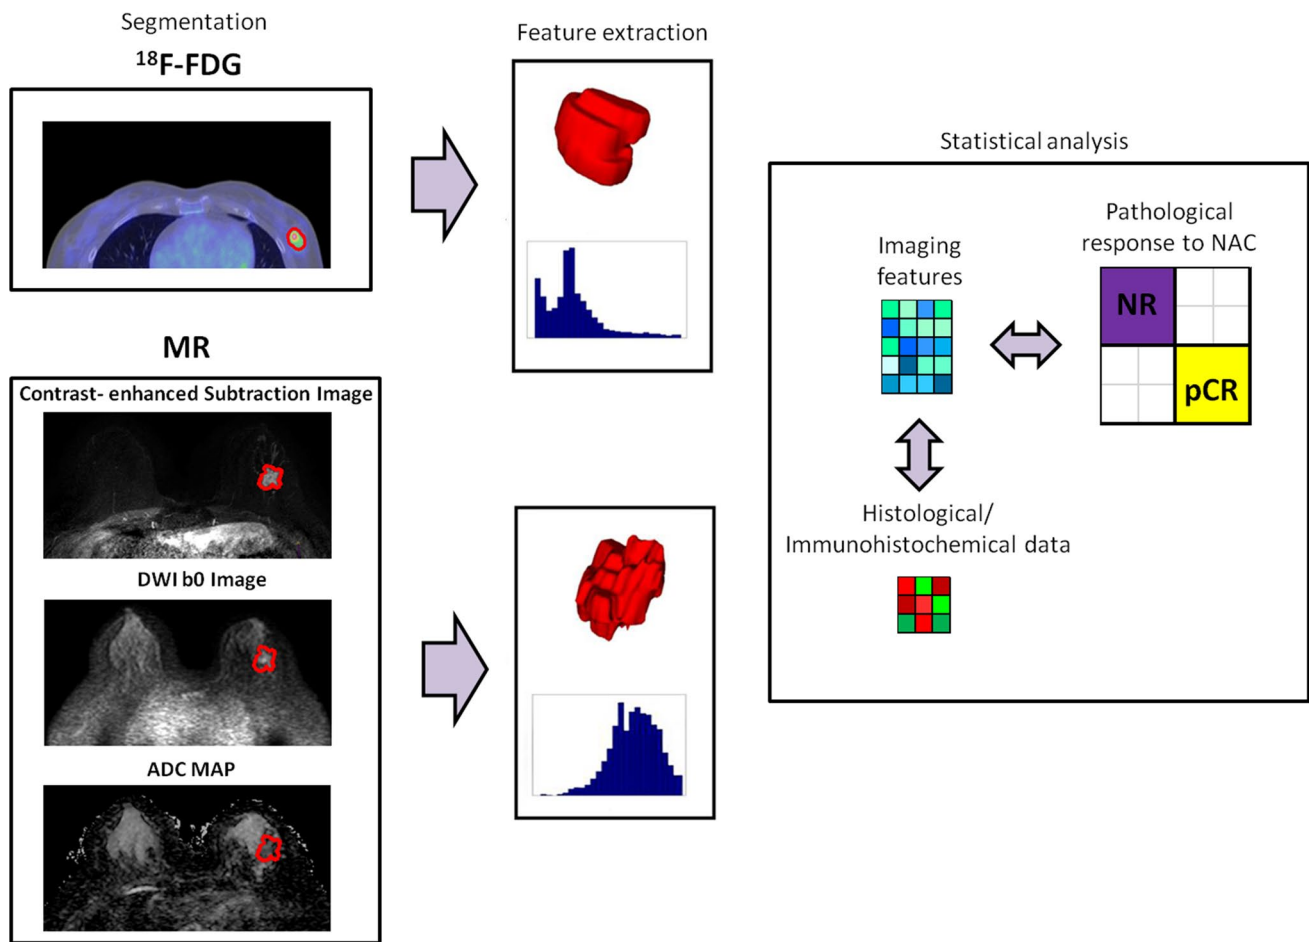 Segmentation
¹⁸F-FDG
MR
Contrast- enhanced Subtraction Image
DWI b0 Image
ADC MAP
Feature extraction
Statistical analysis
Imaging
features
Pathological
response to NAC
NR
pCR
Histological/
Immunohistochemical data